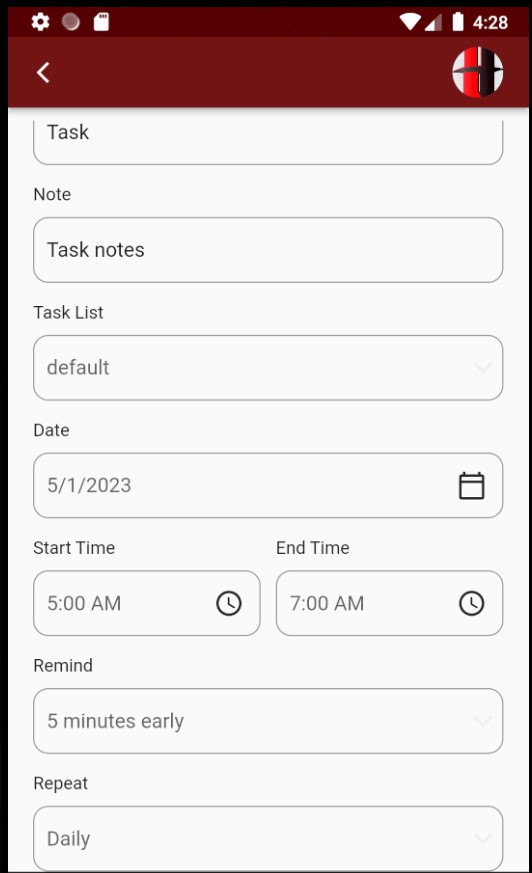 4:28
Task
Note
Task notes
Task List
default
Date
5/1/2023
Start Time End Time
5:00 AM 7:00 AM
Remind
5 minutes early
Repeat
Daily